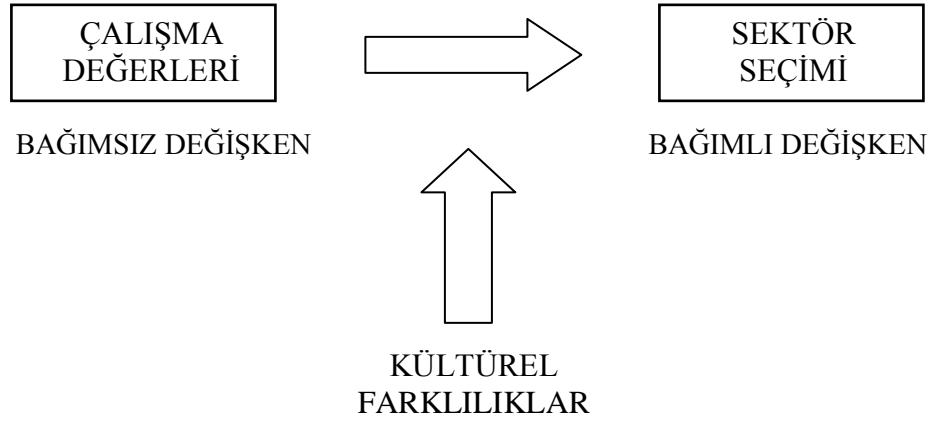 ÇALIŞMA
DEĞERLERİ
SEKTÖR
SEÇİMİ
BAĞIMSIZ DEĞİŞKEN
BAĞIMLI DEĞİŞKEN
KÜLTÜREL
FARKLILIKLAR